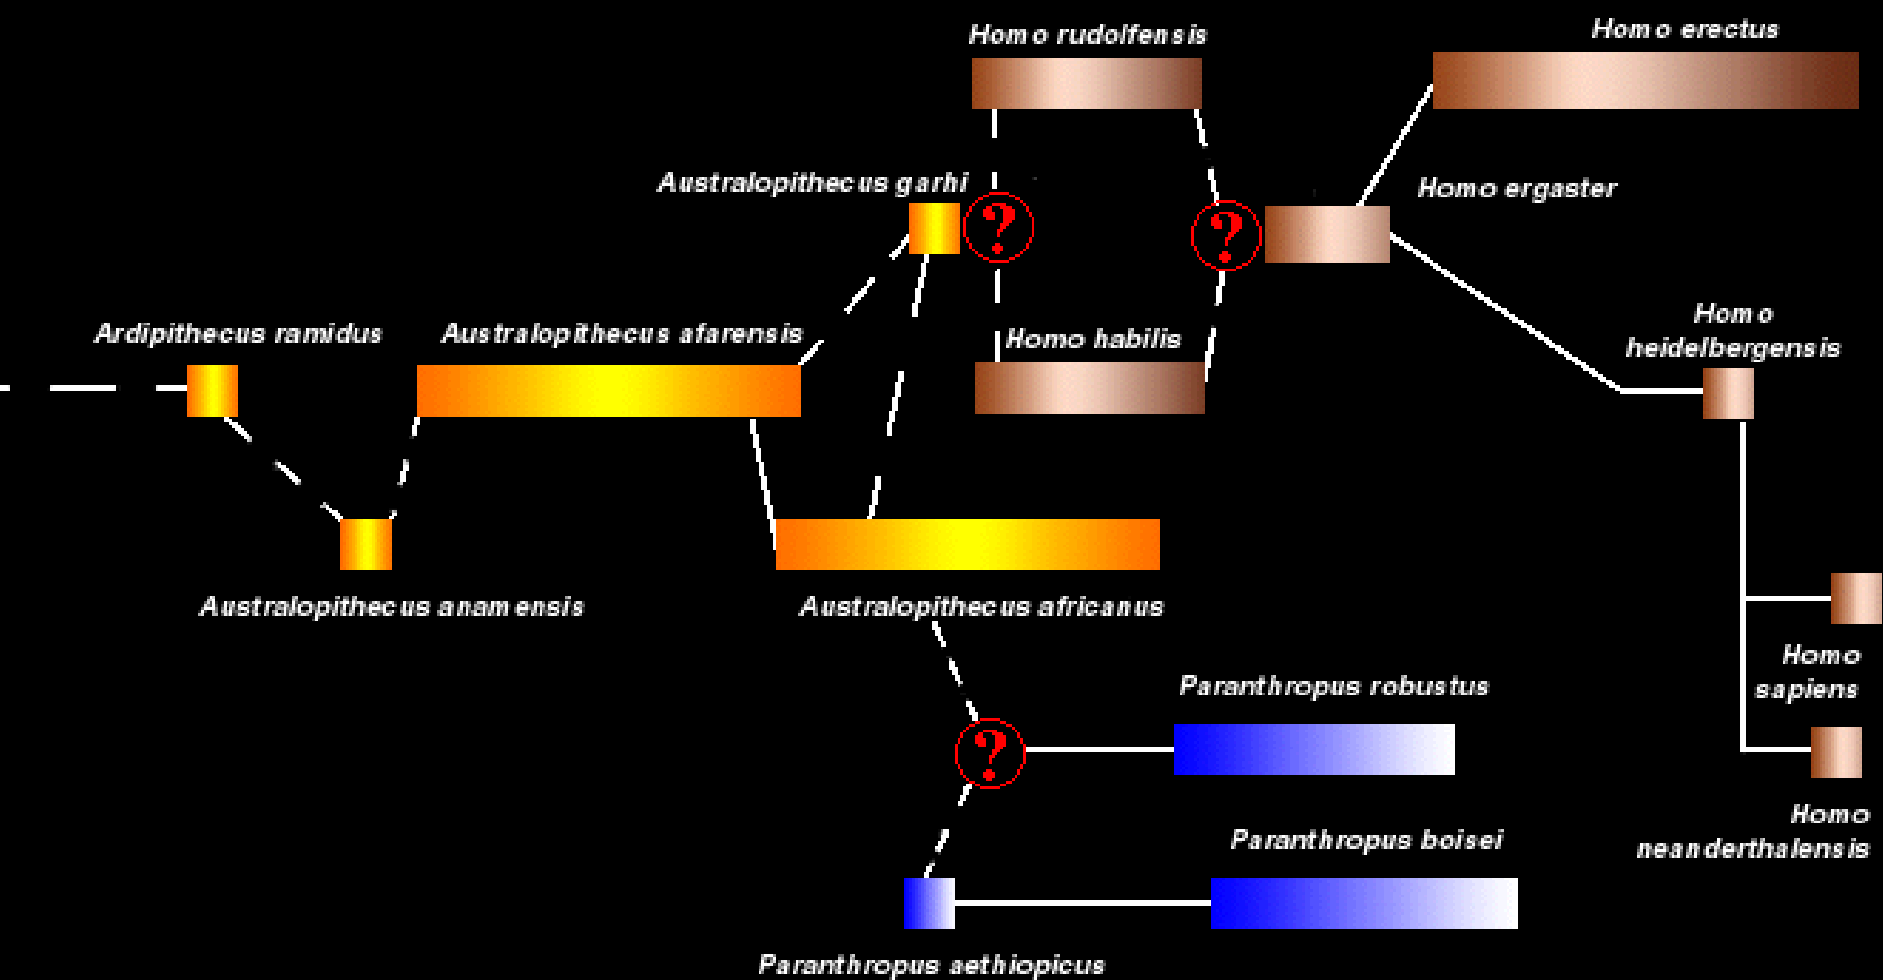 Homo rudolfensis
Homo erectus
Australopithecus garhi
?
?
Homo ergaster
Ardipithecus ramidus
Australopithecus afarensis
Homo habilis
Homo
heidelbergensis
Australopithecus anamensis
Australopithecus africanus
Homo
sapiens
Paranthropus robustus
?
Homo
neanderthalensis
Paranthropus boisei
Paranthropus aethiopicus